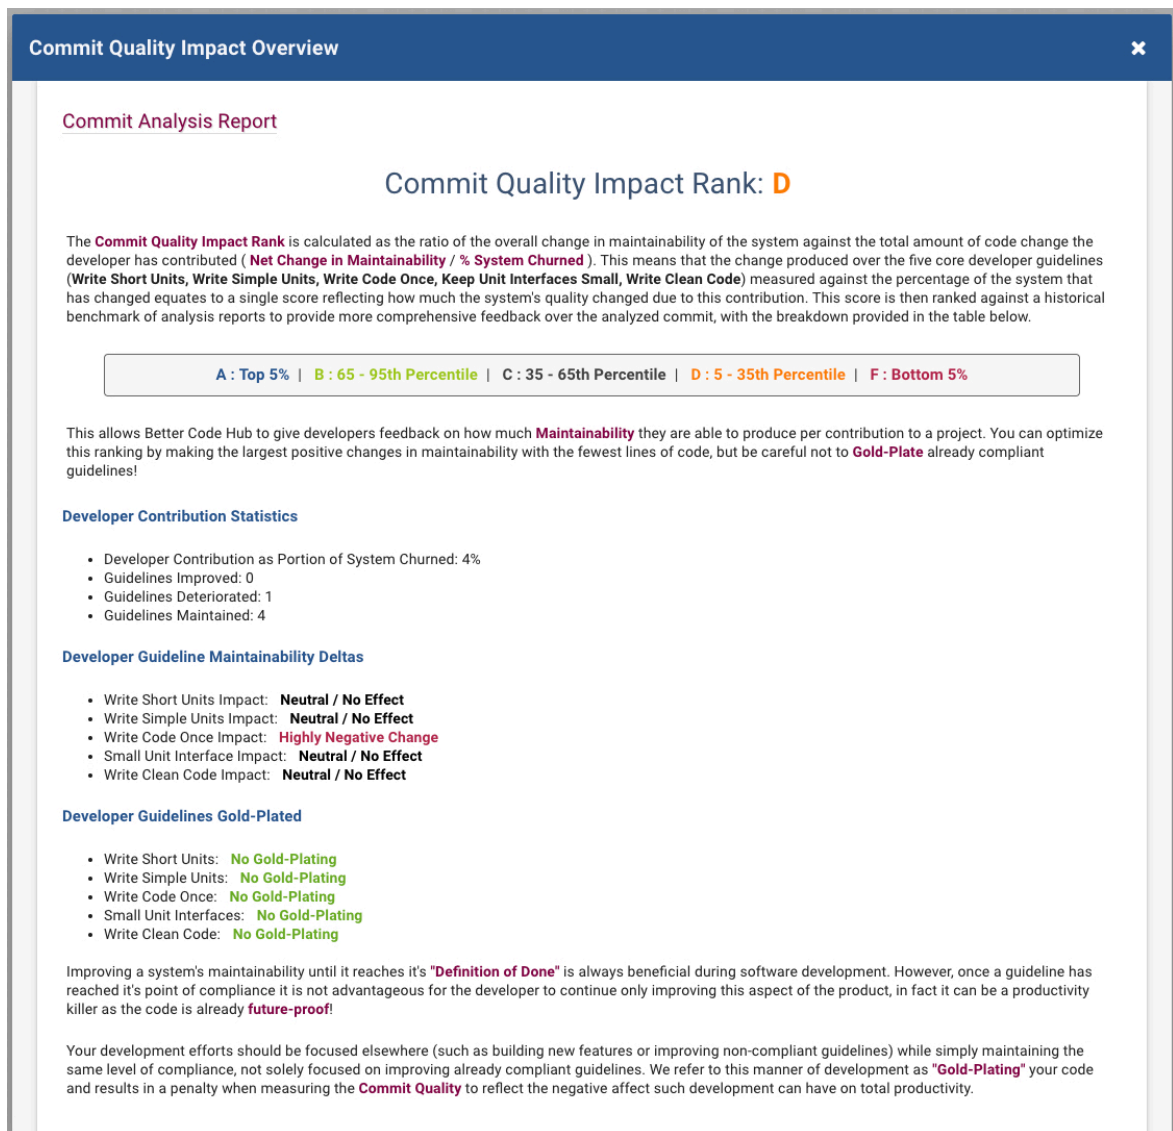 Commit Quality Impact Overview
Commit Analysis Report
Commit Quality Impact Rank: D
The Commit Quality Impact Rank is calculated as the ratio of the overall change in maintainability of the system against the total amount of code change the
developer has contributed ( Net Change in Maintainability / % System Churned ). This means that the change produced over the five core developer guidelines
(Write Short Units, Write Simple Units, Write Code Once, Keep Unit Interfaces Small, Write Clean Code) measured against the percentage of the system that
has changed equates to a single score reflecting how much the system's quality changed due to this contribution. This score is then ranked against a historical
benchmark of analysis reports to provide more comprehensive feedback over the analyzed commit, with the breakdown provided in the table below.
A : Top 5% | B : 65 - 95th Percentile | C : 35 - 65th Percentile | D : 5 - 35th Percentile | F : Bottom 5%
This allows Better Code Hub to give developers feedback on how much Maintainability they are able to produce per contribution to a project. You can optimize
this ranking by making the largest positive changes in maintainability with the fewest lines of code, but be careful not to Gold-Plate already compliant
guidelines!
Developer Contribution Statistics
• Developer Contribution as Portion of System Churned: 4%
• Guidelines Improved: 0
• Guidelines Deteriorated: 1
• Guidelines Maintained: 4
Developer Guideline Maintainability Deltas
• Write Short Units Impact: Neutral / No Effect
• Write Simple Units Impact: Neutral / No Effect
• Write Code Once Impact: Highly Negative Change
• Small Unit Interface Impact: Neutral / No Effect
• Write Clean Code Impact: Neutral / No Effect
Developer Guidelines Gold-Plated
• Write Short Units: No Gold-Plating
• Write Simple Units: No Gold-Plating
• Write Code Once: No Gold-Plating
• Small Unit Interfaces: No Gold-Plating
• Write Clean Code: No Gold-Plating
Improving a system's maintainability until it reaches it's "Definition of Done" is always beneficial during software development. However, once a guideline has
reached it's point of compliance it is not advantageous for the developer to continue only improving this aspect of the product, in fact it can be a productivity
killer as the code is already future-proof!
Your development efforts should be focused elsewhere (such as building new features or improving non-compliant guidelines) while simply maintaining the
same level of compliance, not solely focused on improving already compliant guidelines. We refer to this manner of development as "Gold-Plating" your code
and results in a penalty when measuring the Commit Quality to reflect the negative affect such development can have on total productivity.